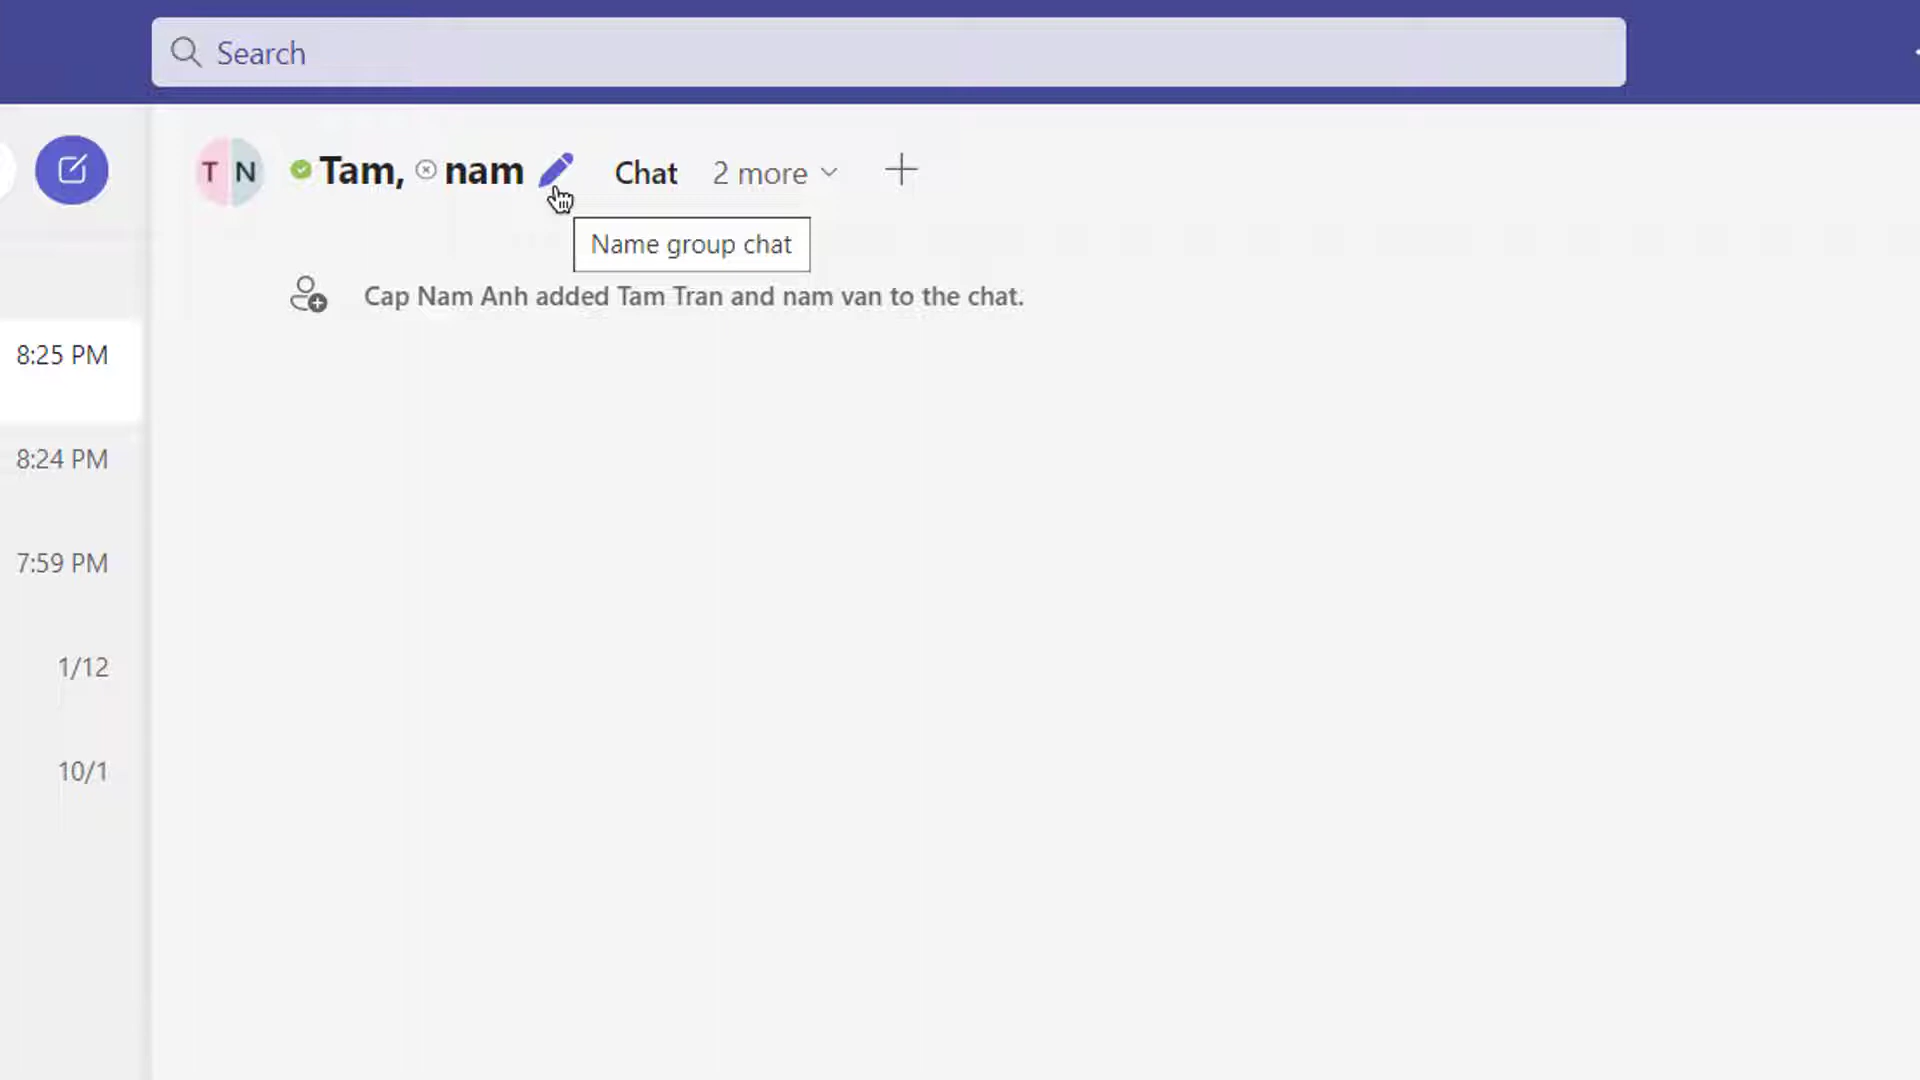 Search
T N Tam, nam Chat 2 more
Name group chat
Cap Nam Anh added Tam Tran and nam van to the chat.
8:25 PM
8:24 PM
7:59 PM
1/12
10/1